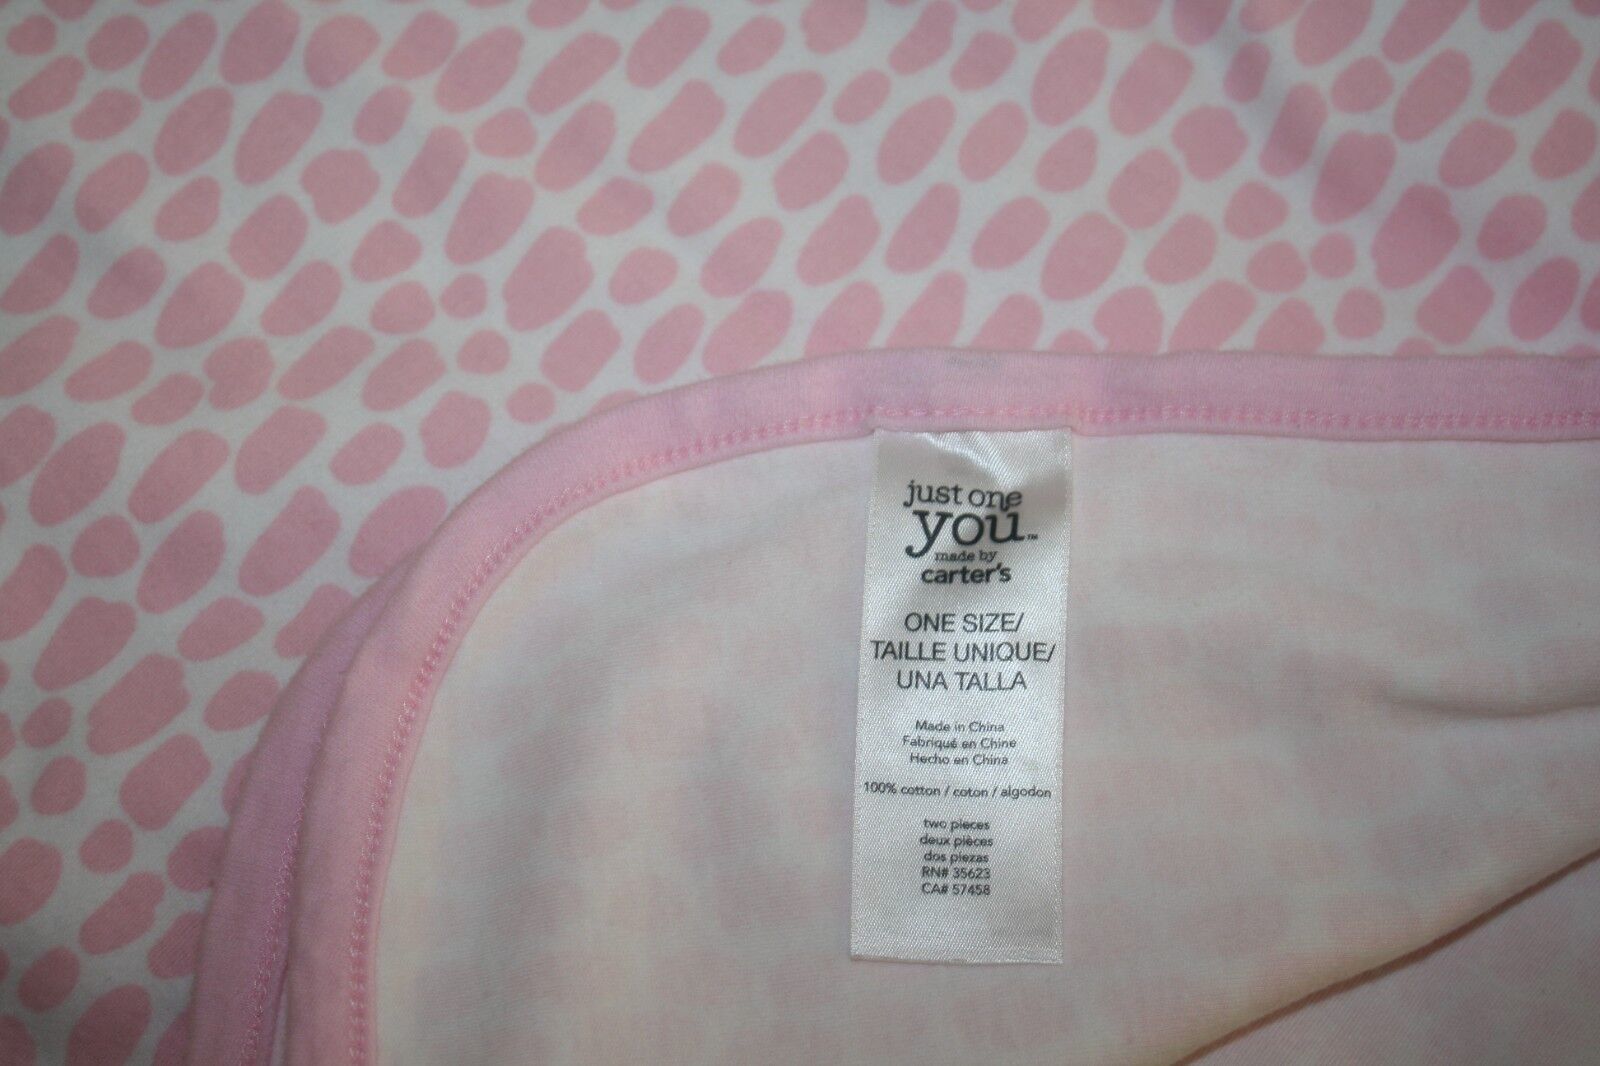 just one
you™
made by
carter's
ONE SIZE/
TAILLE UNIQUE/
UNA TALLA
Made in China
Fabriqué en Chine
Hecho en China
100% cotton / coton / algodon
two pieces
deux pièces
dos piezas
RN# 35623
CA# 57458